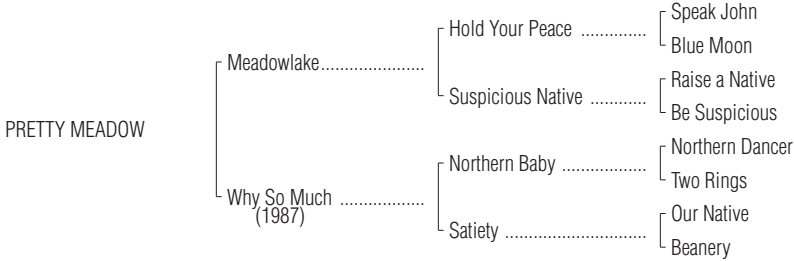 Speak John
Hold Your Peace ..............
Blue Moon
Meadowlake......................
Raise a Native
Suspicious Native ............
Be Suspicious
PRETTY MEADOW
Northern Dancer
Northern Baby ..................
Two Rings
Why So Much ..................
(1987)
Our Native
Satiety ..............................
Beanery